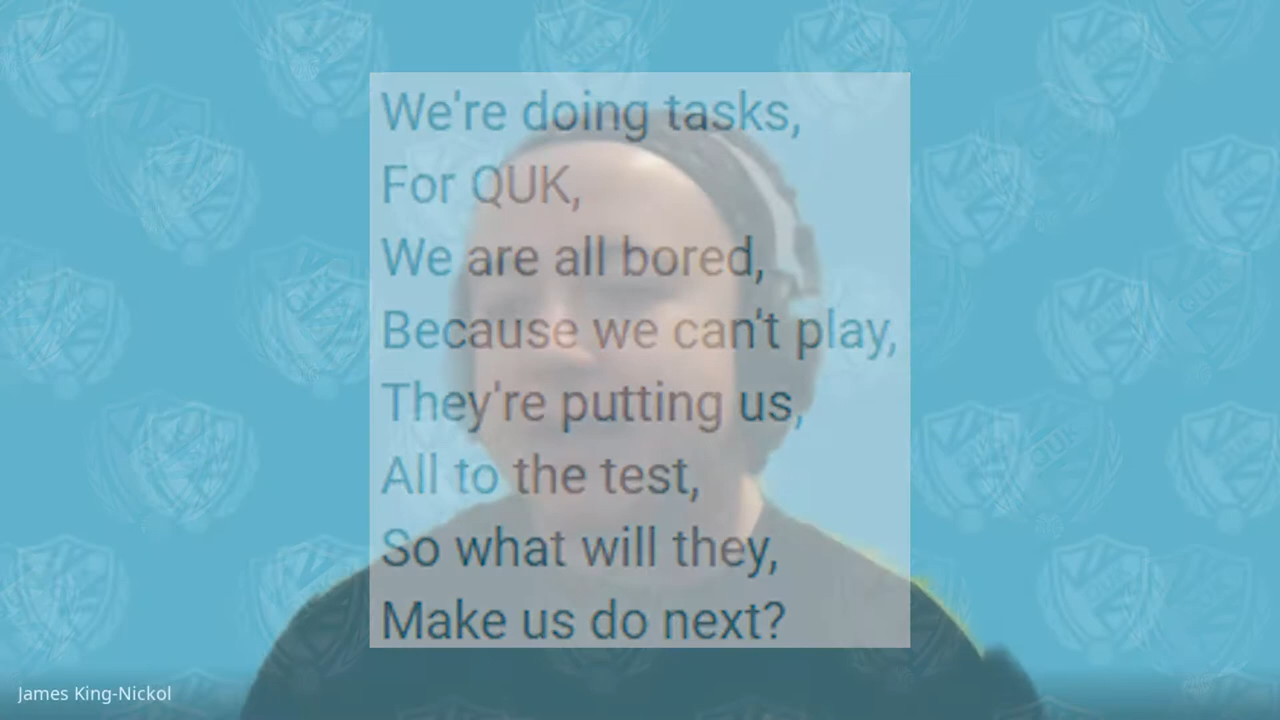 We're doing tasks,
For QUK,
We are all bored,
Because we can't play,
They're putting us,
All to the test,
So what will they,
Make us do next?
James King-Nickol